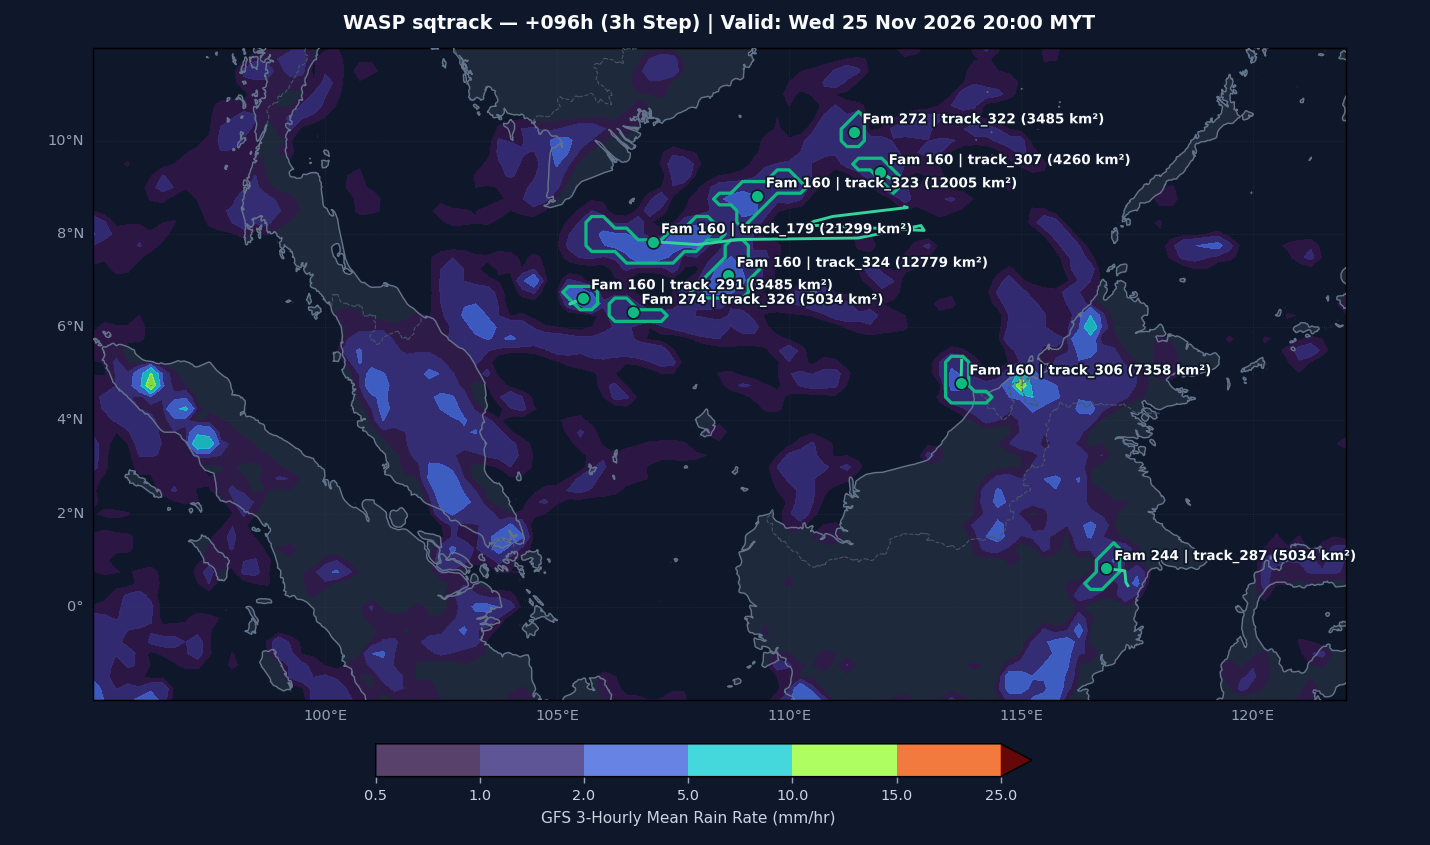 WASP sqtrack — +096h (3h Step) | Valid: Wed 25 Nov 2026 20:00 MYT
Fam 272 | track_322 (3485 km²)
10°N
Fam 160 | track_307 (4260 km²)
Fam 160 | track_323 (12005 km²)
Fam 160 | track_179 (21299 km²)
8°N
Fam 160 | track_324 (12779 km²)
Fam 160 | track_291 (3485 km²)
Fam 274 | track_326 (5034 km²)
6°N
Fam 160 | track_306 (7358 km²)
4°N
2°N
Fam 244 | track_287 (5034 km²)
0°
100°E 105°E 110°E 115°E 120°E
0.5 1.0 2.0 5.0 10.0 15.0 25.0
GFS 3-Hourly Mean Rain Rate (mm/hr)